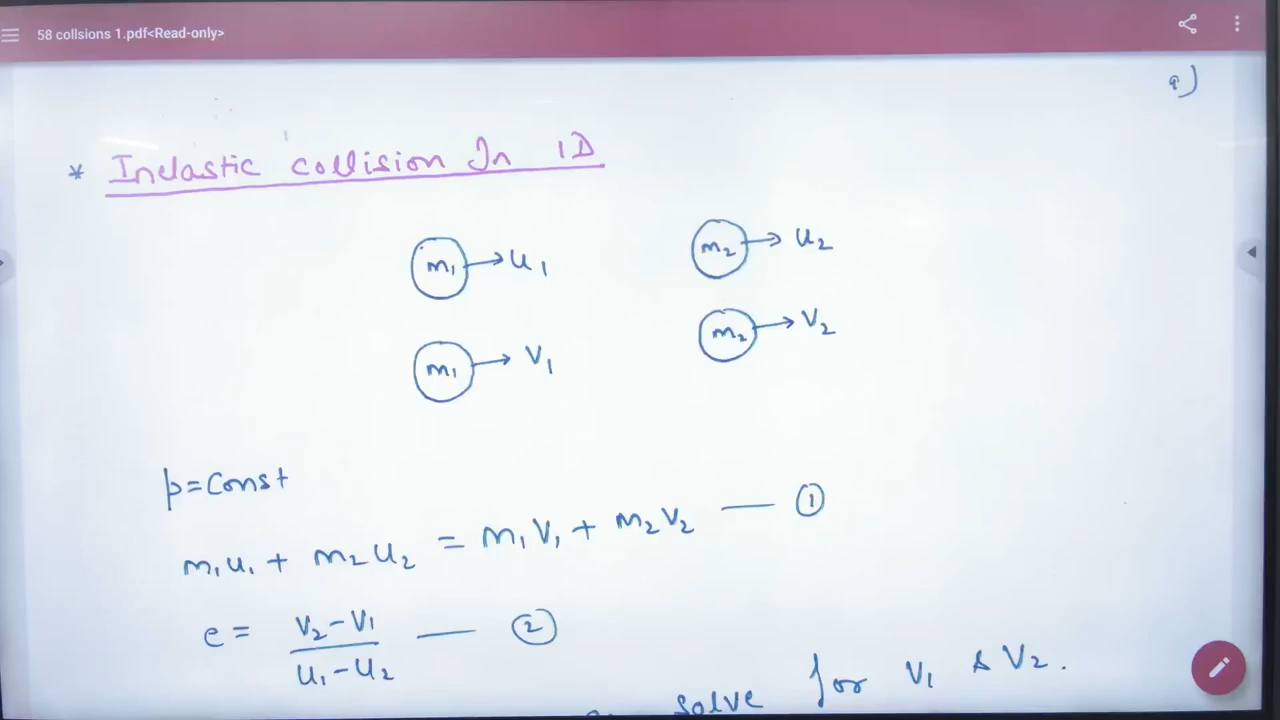 58 collsions 1.pdf<Read-only>
9)
* Inelastic collision In 1D
m₁ → u₁ m₂ → u₂
m₁ → V₁ m₂ → V₂
p=Const
m₁u₁ + m₂u₂ = m₁V₁ + m₂V₂ — ①
e = (V₂-V₁)/(u₁-u₂) — ②
solve for V₁ & V₂.